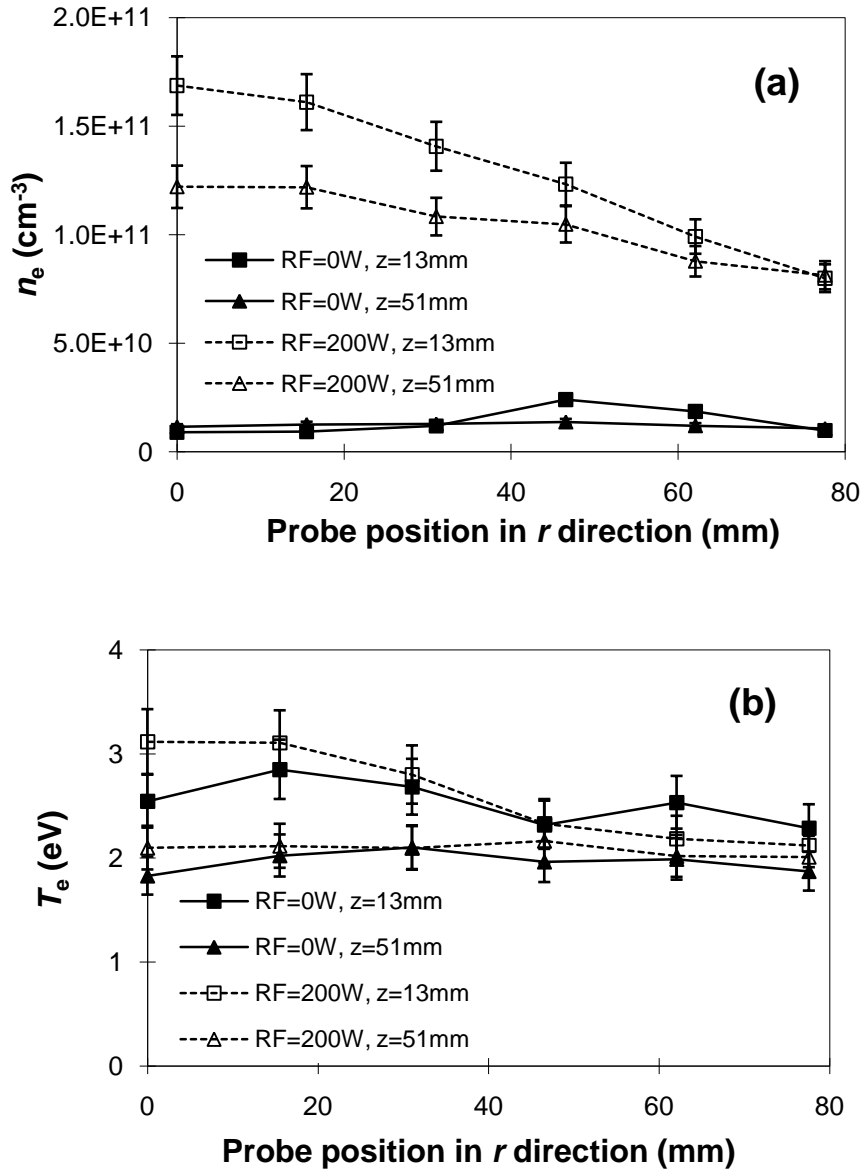 2.0E+11
(a)
1.5E+11
1.0E+11
5.0E+10
0
nₑ (cm⁻³)
RF=0W, z=13mm
RF=0W, z=51mm
RF=200W, z=13mm
RF=200W, z=51mm
0 20 40 60 80
Probe position in r direction (mm)
4
(b)
3
2
1
0
Tₑ (eV)
RF=0W, z=13mm
RF=0W, z=51mm
RF=200W, z=13mm
RF=200W, z=51mm
0 20 40 60 80
Probe position in r direction (mm)